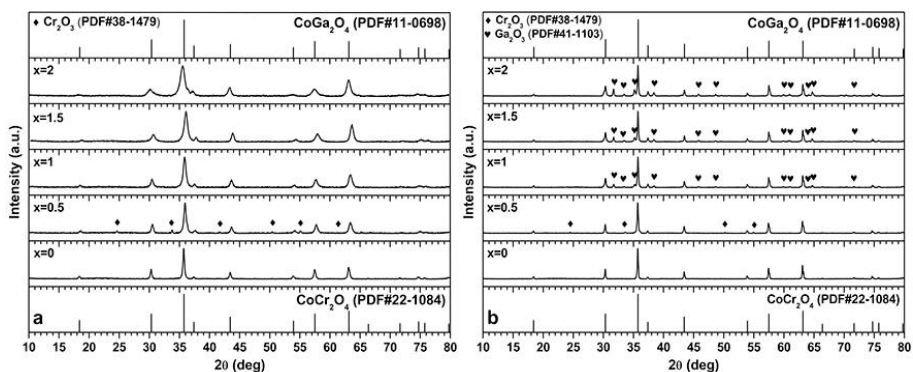 ♦ Cr₂O₃ (PDF#38-1479)
CoGa₂O₄ (PDF#11-0698)
x=2
x=1.5
x=1
x=0.5
x=0
CoCr₂O₄ (PDF#22-1084)
a
10 15 20 25 30 35 40 45 50 55 60 65 70 75 80
2θ (deg)
Intensity (a.u.)
♦ Cr₂O₃ (PDF#38-1479)
♥ Ga₂O₃ (PDF#41-1103)
CoGa₂O₄ (PDF#11-0698)
x=2
x=1.5
x=1
x=0.5
x=0
CoCr₂O₄ (PDF#22-1084)
b
10 15 20 25 30 35 40 45 50 55 60 65 70 75 80
2θ (deg)
Intensity (a.u.)